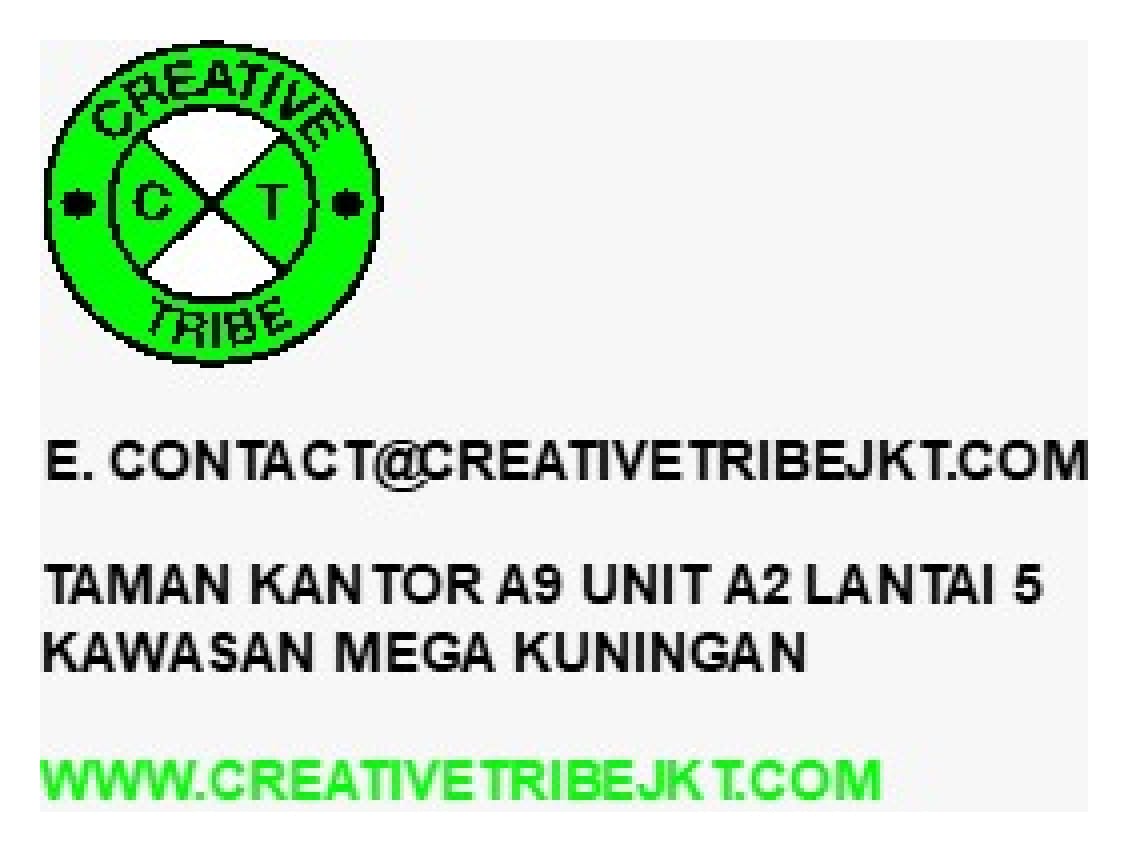 CREATIVE
C T
TRIBE
E. CONTACT@CREATIVETRIBEJKT.COM
TAMAN KANTOR A9 UNIT A2 LANTAI 5
KAWASAN MEGA KUNINGAN
WWW.CREATIVETRIBEJKT.COM